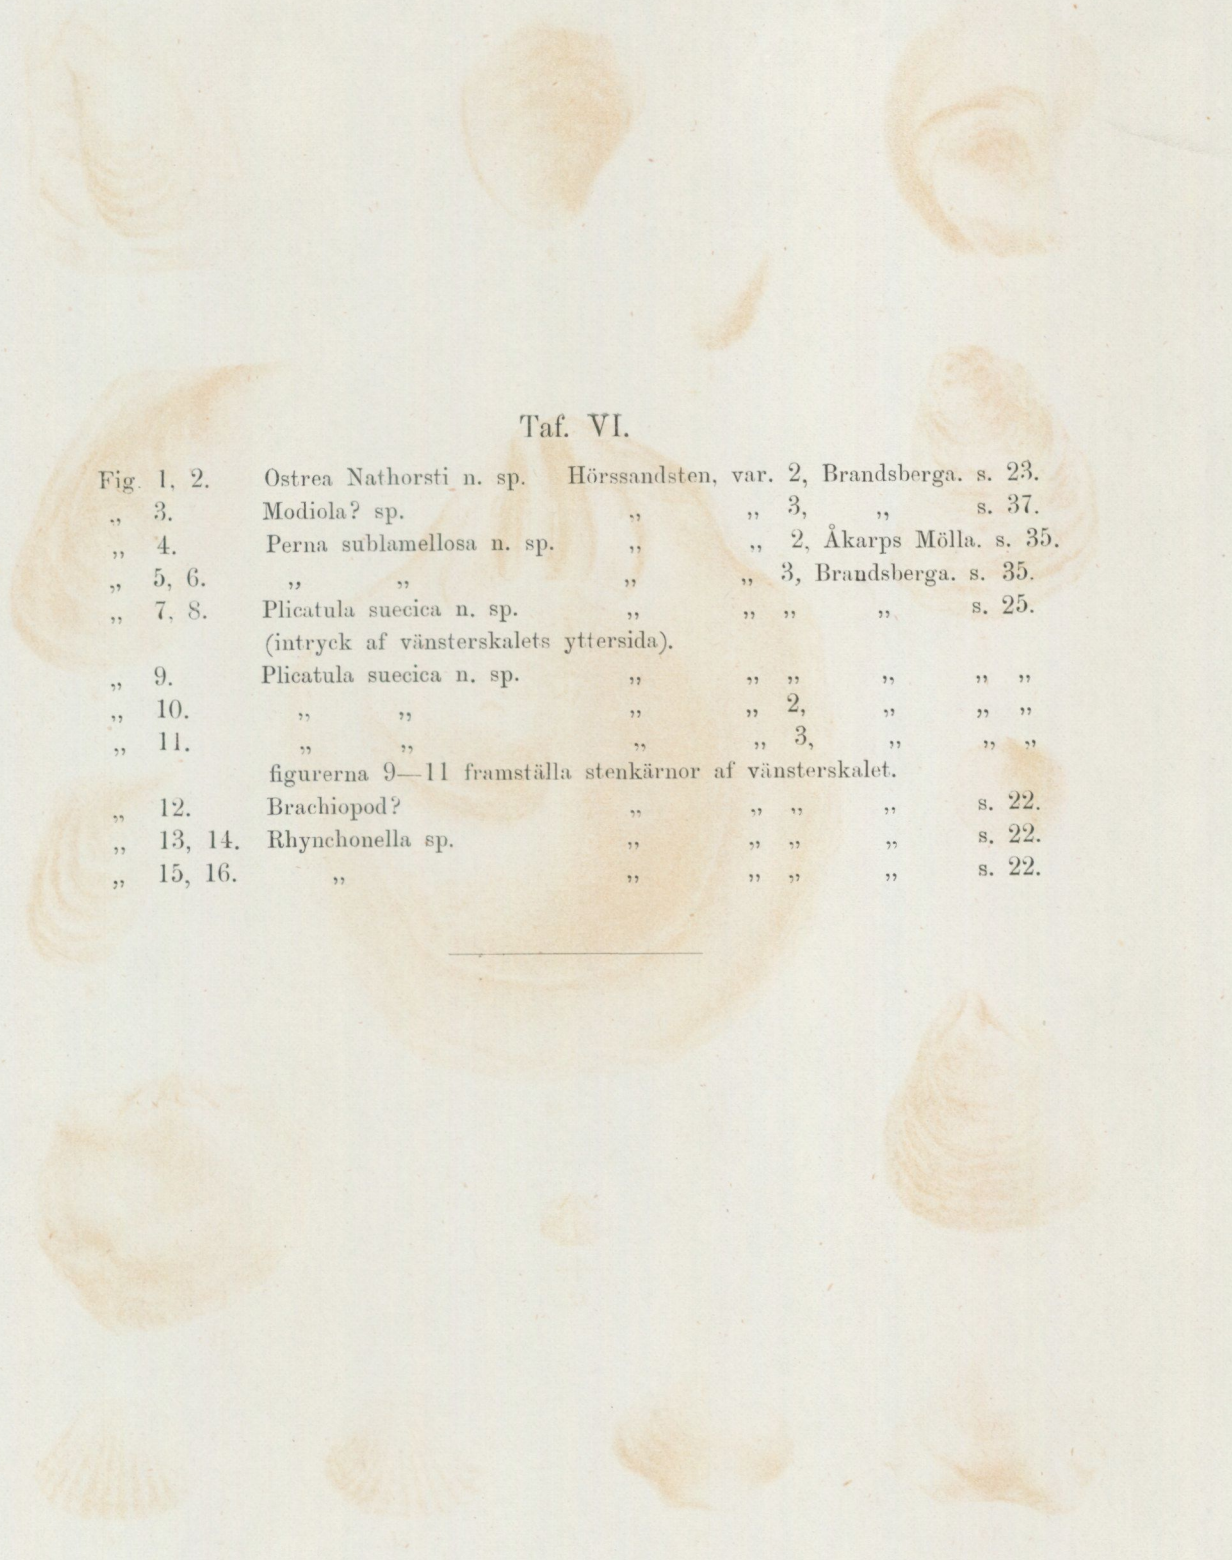 Taf. VI.
Fig. 1, 2. Ostrea Nathorsti n. sp. Hörssandsten, var. 2, Brandsberga. s. 23.
„ 3. Modiola? sp. „ „ 3, „ s. 37.
„ 4. Perna sublamellosa n. sp. „ „ 2, Åkarps Mölla. s. 35.
„ 5, 6. „ „ „ „ 3, Brandsberga. s. 35.
„ 7, 8. Plicatula suecica n. sp. „ „ „ „ s. 25.
(intryck af vänsterskalets yttersida).
„ 9. Plicatula suecica n. sp. „ „ „ „ „ „
„ 10. „ „ „ „ 2, „ „ „
„ 11. „ „ „ „ 3, „ „ „
figurerna 9—11 framställa stenkärnor af vänsterskalet.
„ 12. Brachiopod? „ „ „ „ s. 22.
„ 13, 14. Rhynchonella sp. „ „ „ „ s. 22.
„ 15, 16. „ „ „ „ „ s. 22.